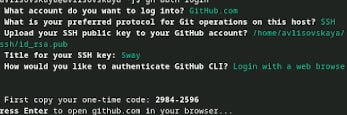 avlisovskaya@avlisovskaya ~]$ gh auth login
What account do you want to log into? GitHub.com
What is your preferred protocol for Git operations on this host? SSH
Upload your SSH public key to your GitHub account? /home/avlisovskaya/
ssh/id_rsa.pub
Title for your SSH key: Sway
How would you like to authenticate GitHub CLI? Login with a web browse
First copy your one-time code: 2984-2596
ress Enter to open github.com in your browser...